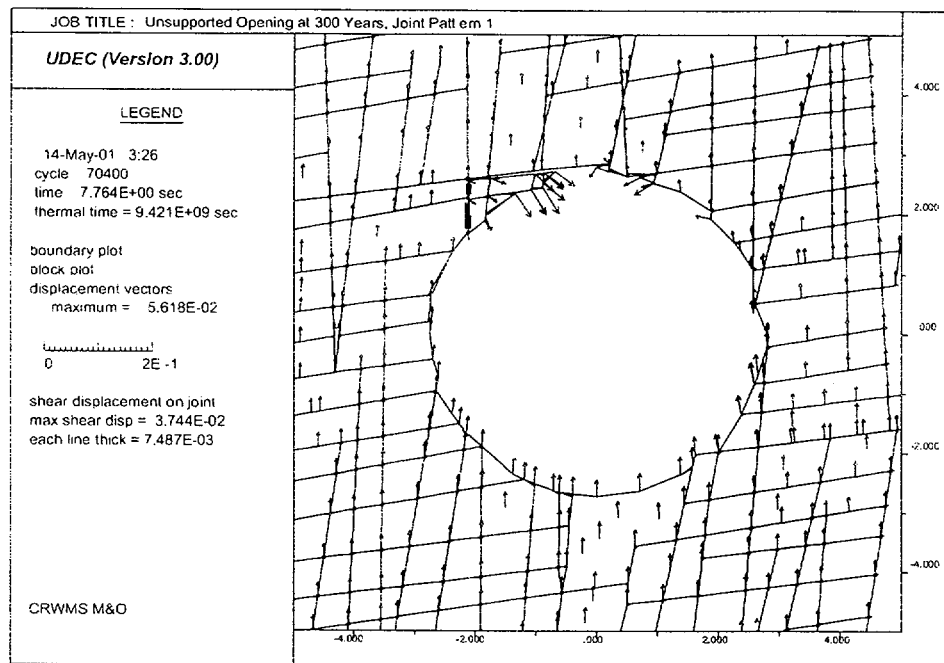 JOB TITLE : Unsupported Opening at 300 Years, Joint Patt ern 1
UDEC (Version 3.00)
LEGEND
14-May-01 3:26
cycle 70400
time 7.764E+00 sec
thermal time = 9.421E+09 sec
boundary plot
block plot
displacement vectors
maximum = 5.618E-02
0 2E -1
shear displacement on joint
max shear disp = 3.744E-02
each line thick = 7.487E-03
CRWMS M&O
4.000
2.000
.000
-2.000
-4.000
-4.000 -2.000 .000 2.000 4.000